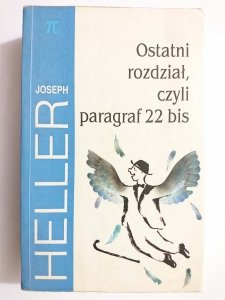 π
JOSEPH
HELLER
Ostatni
rozdział,
czyli
paragraf 22 bis